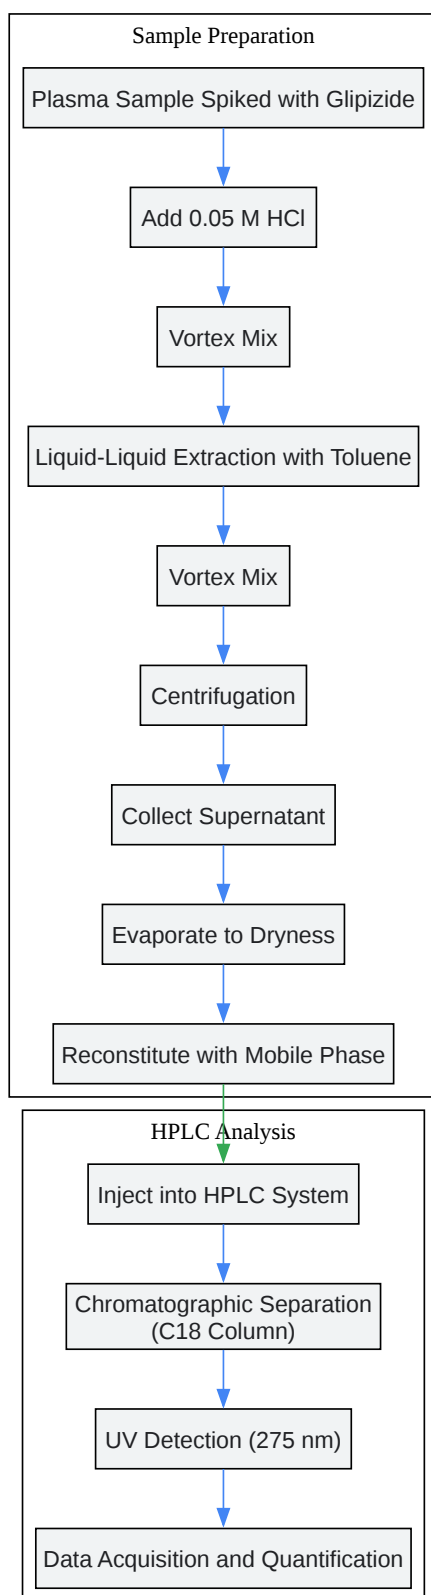 Sample Preparation
Plasma Sample Spiked with Glipizide
Add 0.05 M HCl
Vortex Mix
Liquid-Liquid Extraction with Toluene
Vortex Mix
Centrifugation
Collect Supernatant
Evaporate to Dryness
Reconstitute with Mobile Phase
HPLC Analysis
Inject into HPLC System
Chromatographic Separation
(C18 Column)
UV Detection (275 nm)
Data Acquisition and Quantification